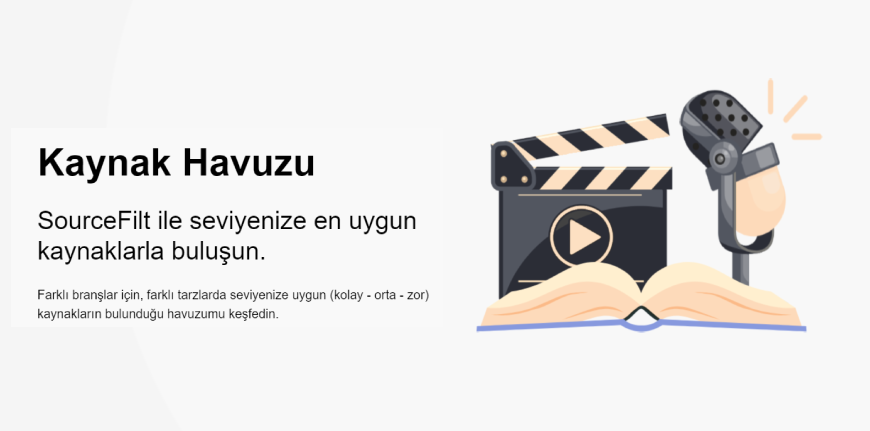 Kaynak Havuzu
SourceFilt ile seviyenize en uygun
kaynaklarla buluşun.
Farklı branşlar için, farklı tarzlarda seviyenize uygun (kolay - orta - zor)
kaynakların bulunduğu havuzumu keşfedin.